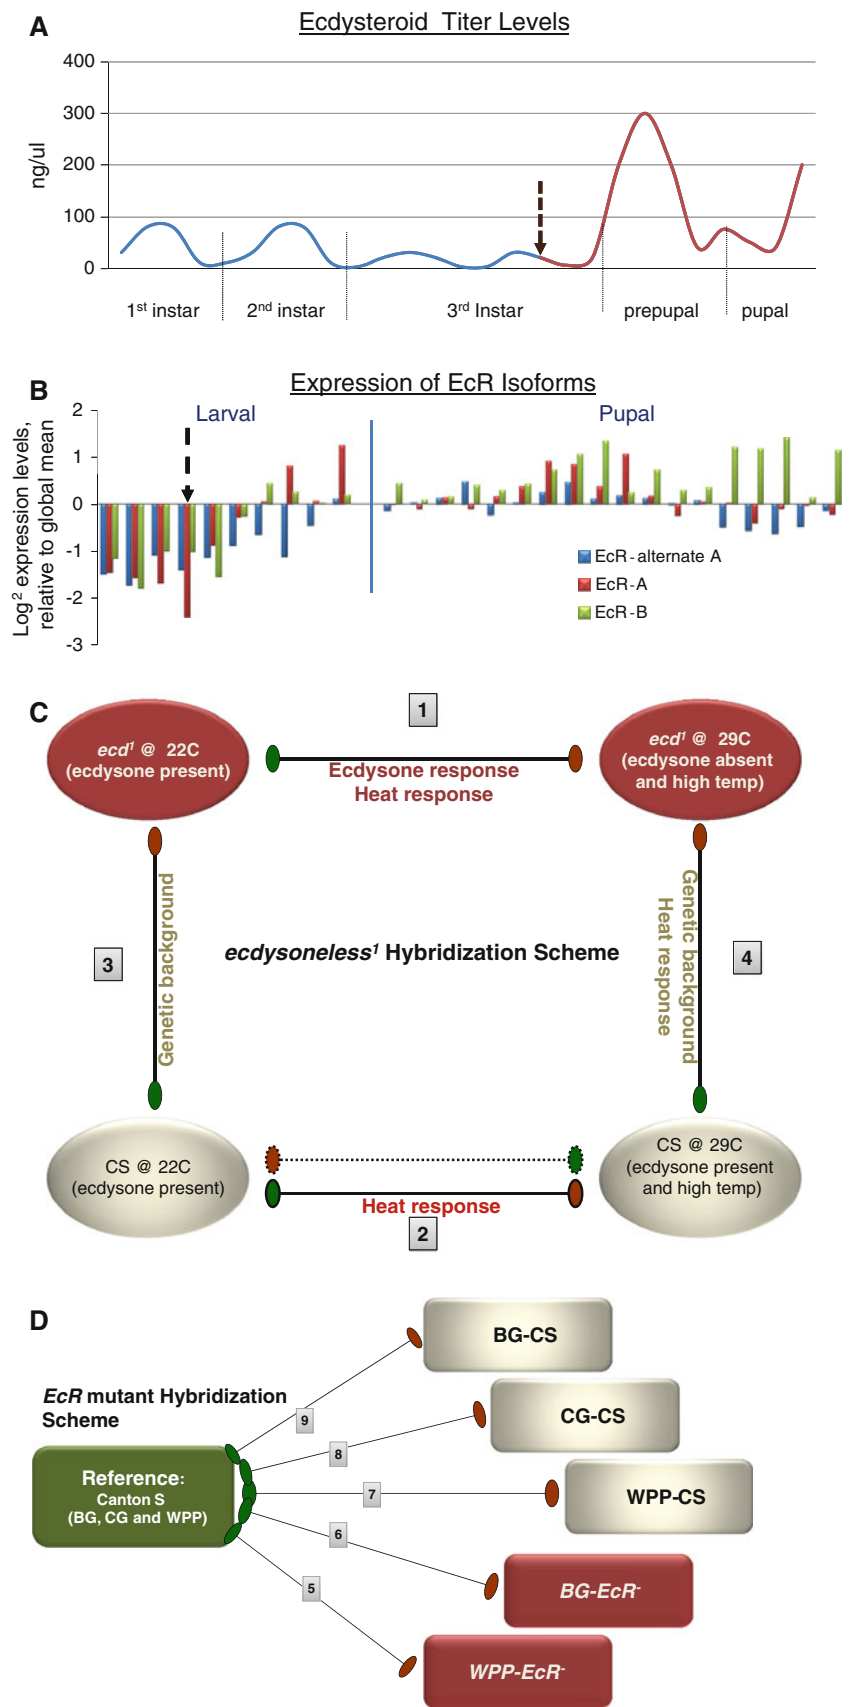 A
Ecdysteroid Titer Levels
400
300
200
100
0
ng/ul
1st instar
2nd instar
3rd Instar
prepupal
pupal
B
Expression of EcR Isoforms
Larval
Pupal
2
1
0
-1
-2
-3
Log2 expression levels,
relative to global mean
EcR-alternate A
EcR-A
EcR-B
C
1
ecd1 @ 22C
(ecdysone present)
ecd1 @ 29C
(ecdysone absent
and high temp)
Ecdysone response
Heat response
3
Genetic background
ecdysoneless1 Hybridization Scheme
Genetic background
Heat response
4
CS @ 22C
(ecdysone present)
CS @ 29C
(ecdysone present
and high temp)
Heat response
2
D
BG-CS
EcR mutant Hybridization
Scheme
9
CG-CS
8
Reference:
Canton S
(BG, CG and WPP)
7
WPP-CS
6
BG-EcR-
5
WPP-EcR-